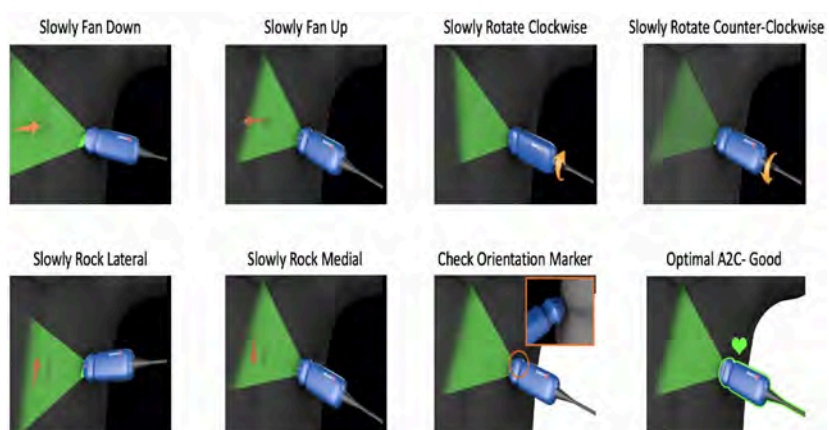 Slowly Fan Down
Slowly Fan Up
Slowly Rotate Clockwise
Slowly Rotate Counter-Clockwise
Slowly Rock Lateral
Slowly Rock Medial
Check Orientation Marker
Optimal A2C- Good